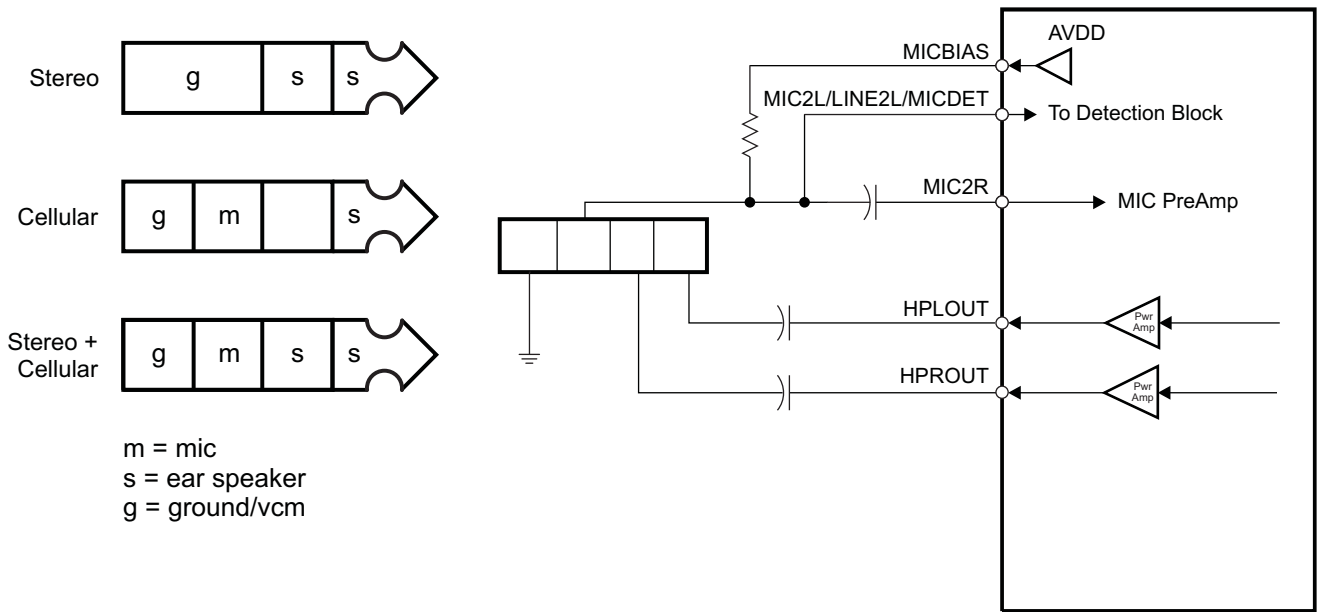 Stereo
g
s
s
Cellular
g
m
s
Stereo +
Cellular
g
m
s
s
m = mic
s = ear speaker
g = ground/vcm
AVDD
MICBIAS
MIC2L/LINE2L/MICDET
To Detection Block
MIC2R
MIC PreAmp
HPLOUT
Pwr
Amp
HPROUT
Pwr
Amp